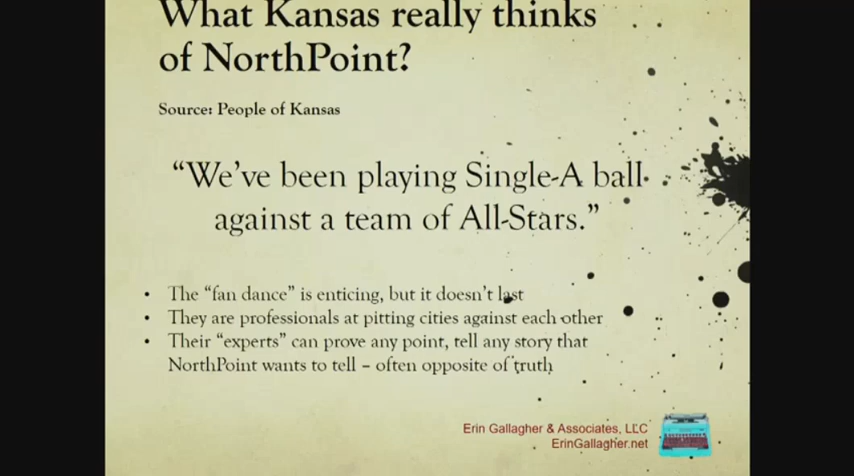 What Kansas really thinks
of NorthPoint?
Source: People of Kansas
“We’ve been playing Single-A ball
against a team of All-Stars.”
• The “fan dance” is enticing, but it doesn’t last
• They are professionals at pitting cities against each other
• Their “experts” can prove any point, tell any story that
NorthPoint wants to tell – often opposite of truth
Erin Gallagher & Associates, LLC
ErinGallagher.net